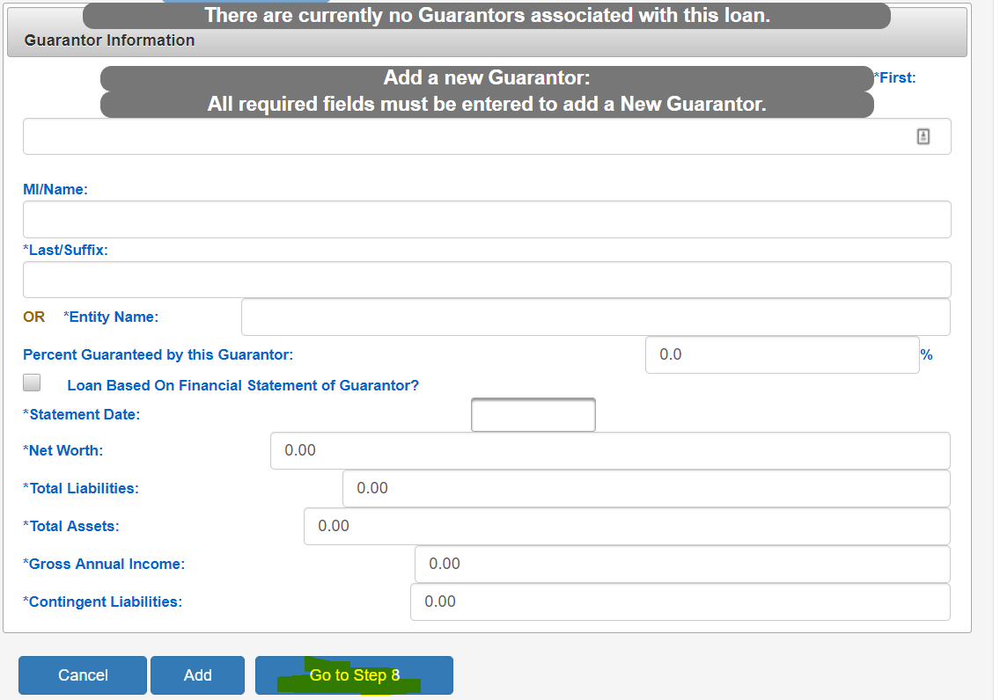 There are currently no Guarantors associated with this loan.
Guarantor Information
Add a new Guarantor:
All required fields must be entered to add a New Guarantor.
*First:
MI/Name:
*Last/Suffix:
OR *Entity Name:
Percent Guaranteed by this Guarantor: 0.0 %
Loan Based On Financial Statement of Guarantor?
*Statement Date:
*Net Worth: 0.00
*Total Liabilities: 0.00
*Total Assets: 0.00
*Gross Annual Income: 0.00
*Contingent Liabilities: 0.00
Cancel Add Go to Step 8